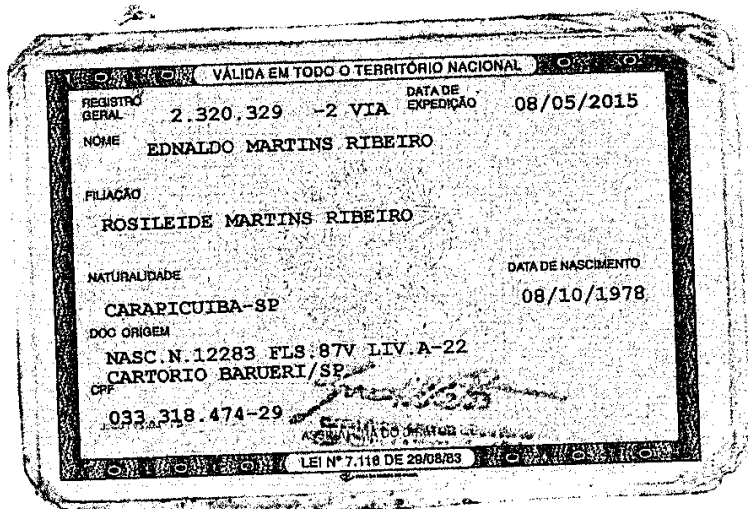 VÁLIDA EM TODO O TERRITÓRIO NACIONAL
REGISTRO GERAL 2.320.329 -2 VIA DATA DE EXPEDIÇÃO 08/05/2015
NOME EDNALDO MARTINS RIBEIRO
FILIAÇÃO
ROSILEIDE MARTINS RIBEIRO
NATURALIDADE DATA DE NASCIMENTO
CARAPICUIBA-SP 08/10/1978
DOC ORIGEM
NASC.N.12283 FLS.87V LIV.A-22
CARTORIO BARUERI/SP
CPF
033.318.474-29
LEI Nº 7.116 DE 29/08/83